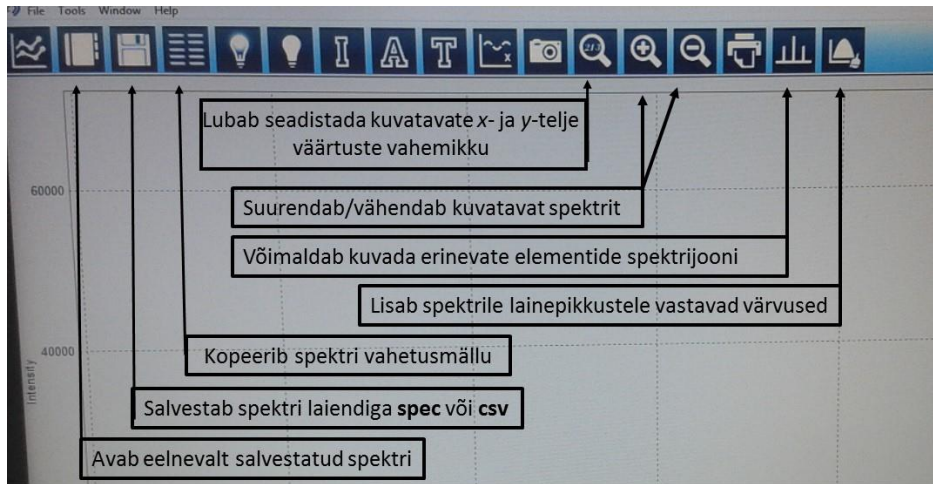 File Tools Window Help
I A T x 213
Lubab seadistada kuvatavate x- ja y-telje
väärtuste vahemikku
60000
Suurendab/vähendab kuvatavat spektrit
Võimaldab kuvada erinevate elementide spektrijooni
Lisab spektrile lainepikkustele vastavad värvused
40000
Kopeerib spektri vahetusmällu
Intensity
Salvestab spektri laiendiga spec või csv
Avab eelnevalt salvestatud spektri